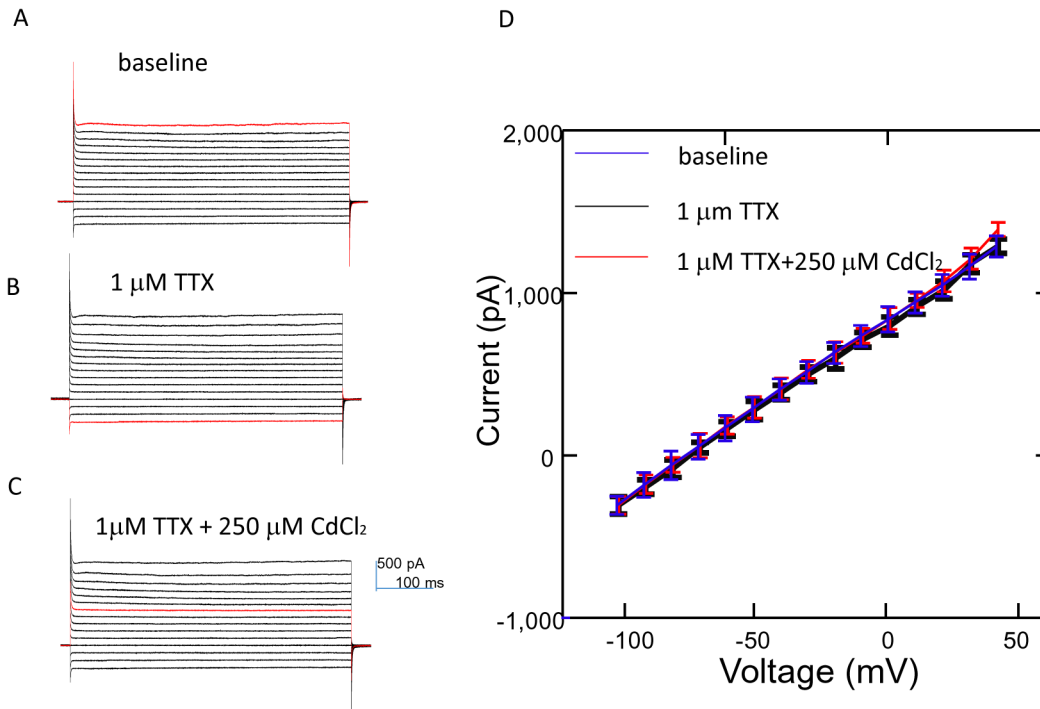 A
baseline
B
1 μM TTX
C
1μM TTX + 250 μM CdCl₂
500 pA
100 ms
D
2,000
1,000
0
-1,000
Current (pA)
baseline
1 μm TTX
1 μM TTX+250 μM CdCl₂
-100
-50
0
50
Voltage (mV)